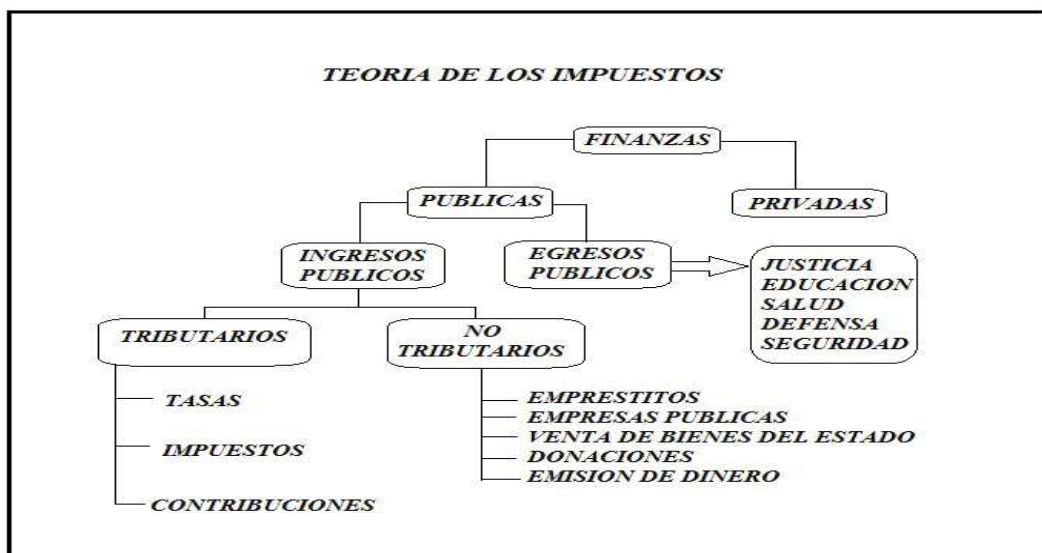 TEORIA DE LOS IMPUESTOS
FINANZAS
PUBLICAS
PRIVADAS
INGRESOS
PUBLICOS
EGRESOS
PUBLICOS
JUSTICIA
EDUCACION
SALUD
DEFENSA
SEGURIDAD
TRIBUTARIOS
NO
TRIBUTARIOS
TASAS
IMPUESTOS
CONTRIBUCIONES
EMPRESTITOS
EMPRESAS PUBLICAS
VENTA DE BIENES DEL ESTADO
DONACIONES
EMISION DE DINERO